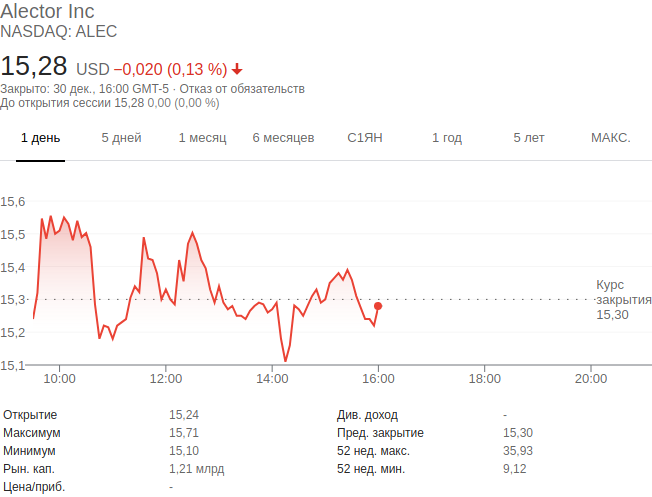 Alector Inc
NASDAQ: ALEC
15,28 USD −0,020 (0,13 %)
Закрыто: 30 дек., 16:00 GMT-5 · Отказ от обязательств
До открытия сессии 15,28 0,00 (0,00 %)
1 день 5 дней 1 месяц 6 месяцев С1ЯН 1 год 5 лет МАКС.
15,6
15,5
15,4
15,3
15,2
15,1
Курс
закрытия
15,30
10:00 12:00 14:00 16:00 18:00 20:00
Открытие 15,24 Див. доход -
Максимум 15,71 Пред. закрытие 15,30
Минимум 15,10 52 нед. макс. 35,93
Рын. кап. 1,21 млрд 52 нед. мин. 9,12
Цена/приб. -